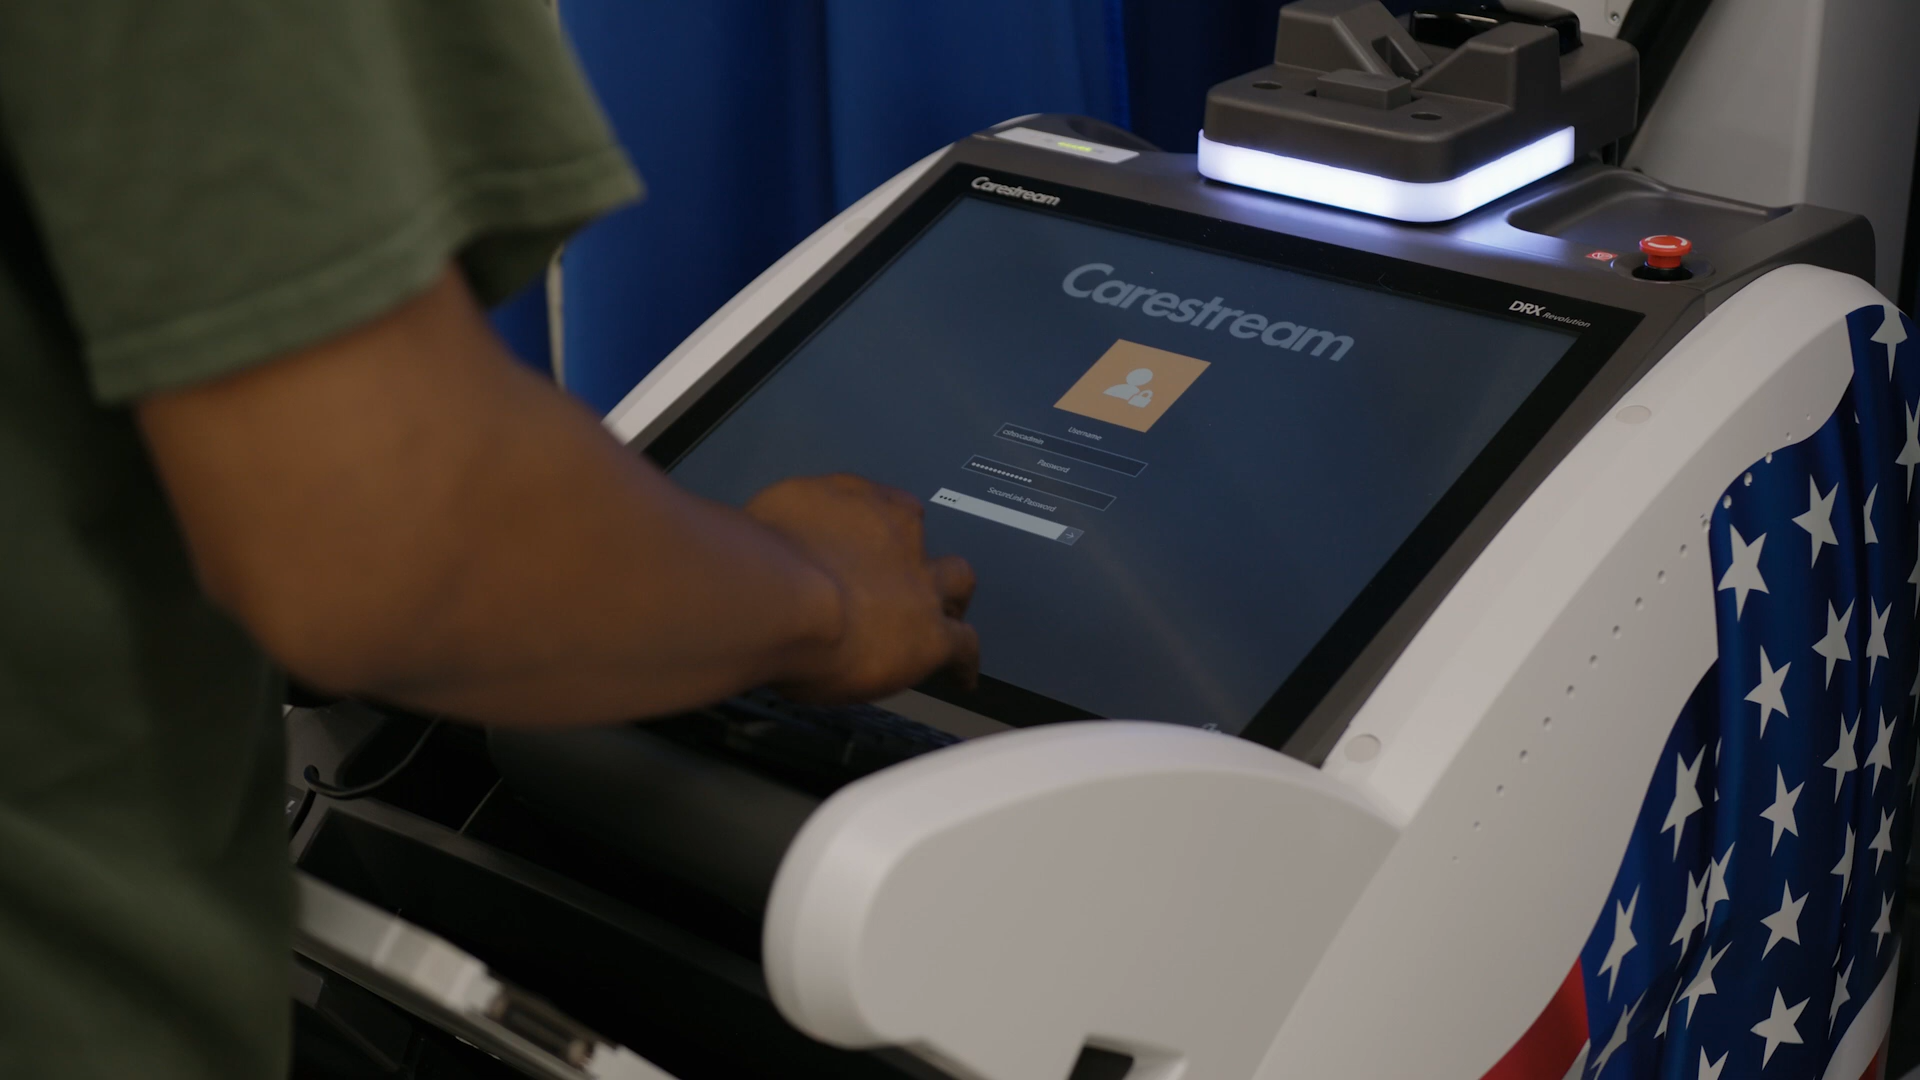 Carestream
Carestream
DRX Revolution
Username
Password
••••••••••••••
SecureLink Password
••••